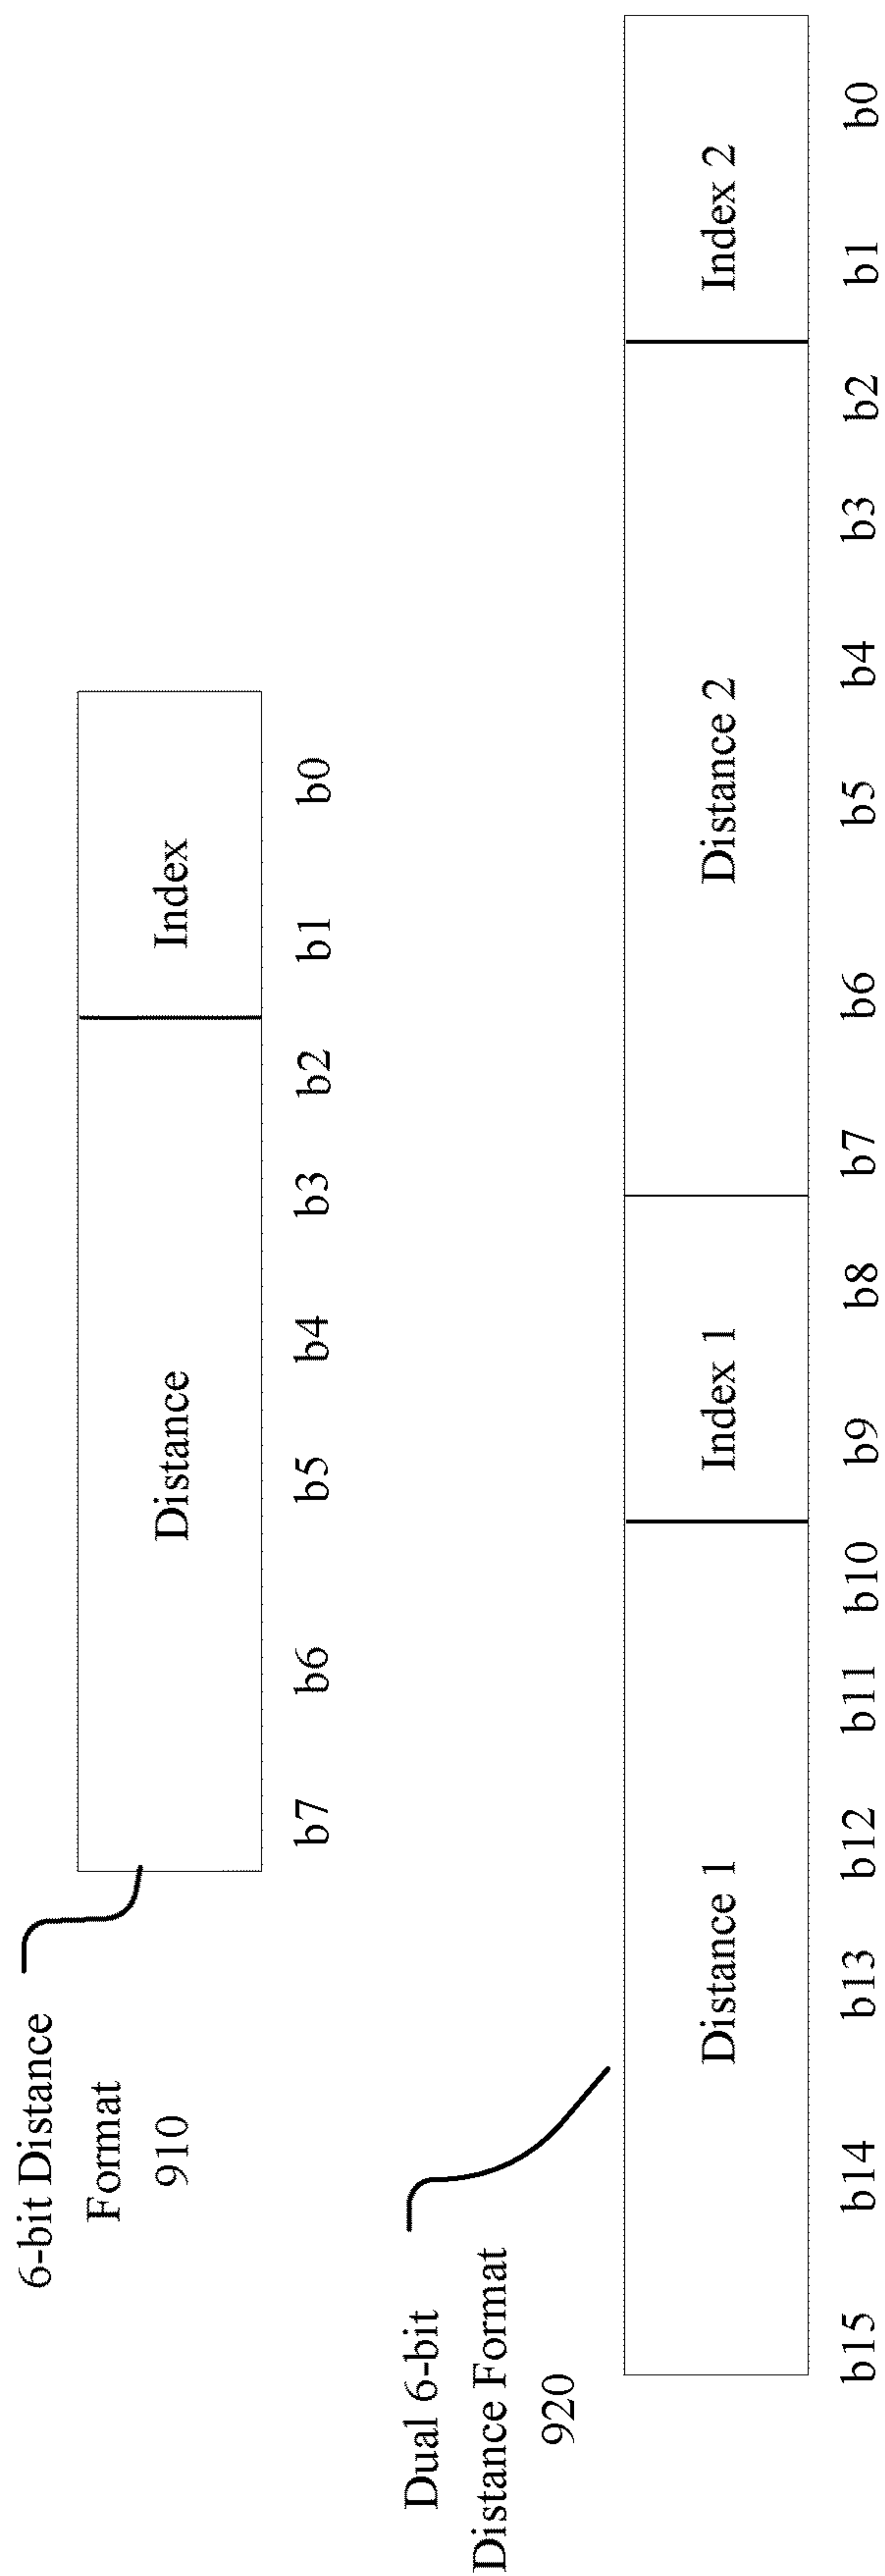 6-bit Distance
Format
910
Distance
Index
b7 b6 b5 b4 b3 b2 b1 b0
Dual 6-bit
Distance Format
920
Distance 1
Index 1
Distance 2
Index 2
b15 b14 b13 b12 b11 b10 b9 b8 b7 b6 b5 b4 b3 b2 b1 b0